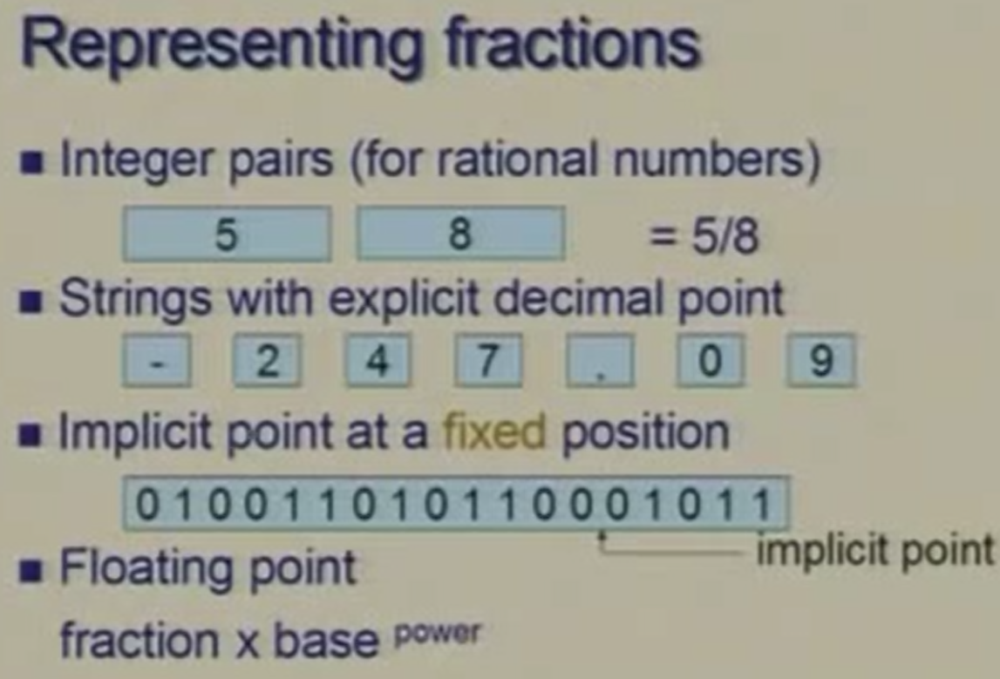 Representing fractions
Integer pairs (for rational numbers)
5 8 = 5/8
Strings with explicit decimal point
- 2 4 7 . 0 9
Implicit point at a fixed position
0 1 0 0 1 1 0 1 0 1 1 0 0 0 1 0 1 1
implicit point
Floating point
fraction x base power